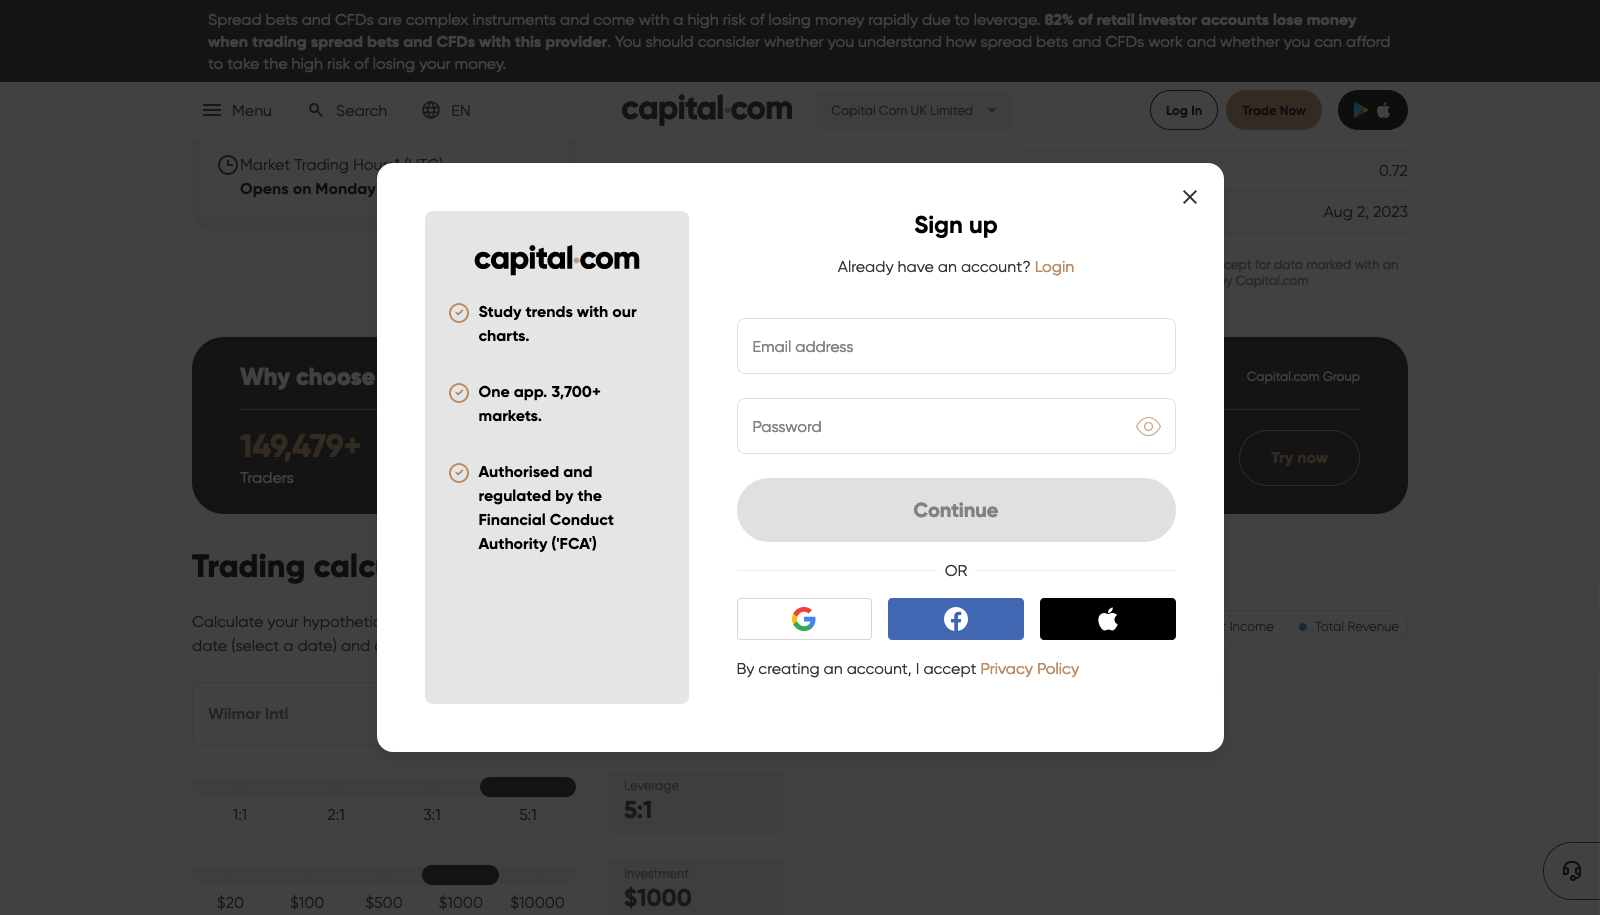 Spread bets and CFDs are complex instruments and come with a high risk of losing money rapidly due to leverage. 82% of retail investor accounts lose money
when trading spread bets and CFDs with this provider. You should consider whether you understand how spread bets and CFDs work and whether you can afford
to take the high risk of losing your money.
Menu Search EN capital.com Capital Com UK Limited Log In Trade Now
Market Trading Hours* (UTC)
Opens on Monday
0.72
Aug 2, 2023
cept for data marked with an
y Capital.com
Why choose
149,479+
Traders
Capital.com Group
Try now
Trading calc
Calculate your hypothetic
date (select a date) and
t Income Total Revenue
Wilmar Intl
1:1 2:1 3:1 5:1
Leverage
5:1
$20 $100 $500 $1000 $10000
Investment
$1000
capital.com
Study trends with our
charts.
One app. 3,700+
markets.
Authorised and
regulated by the
Financial Conduct
Authority ('FCA')
Sign up
Already have an account? Login
Email address
Password
Continue
OR
By creating an account, I accept Privacy Policy